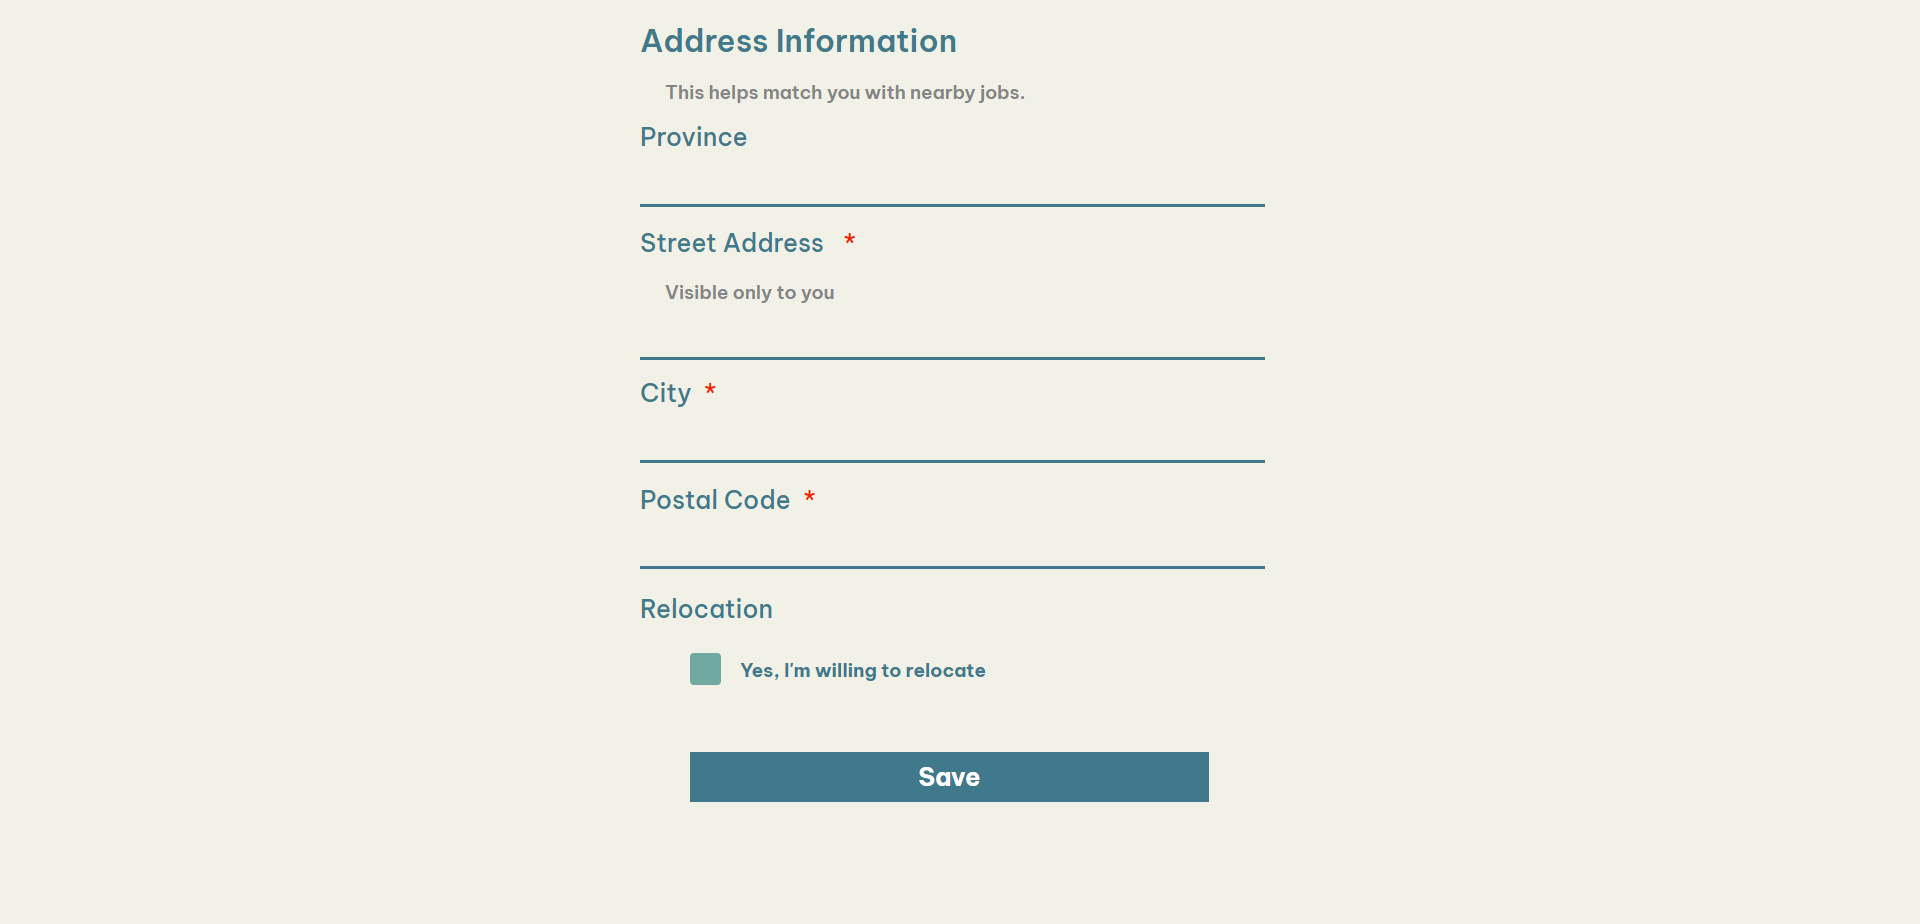 Address Information
This helps match you with nearby jobs.
Province
Street Address *
Visible only to you
City *
Postal Code *
Relocation
Yes, I'm willing to relocate
Save